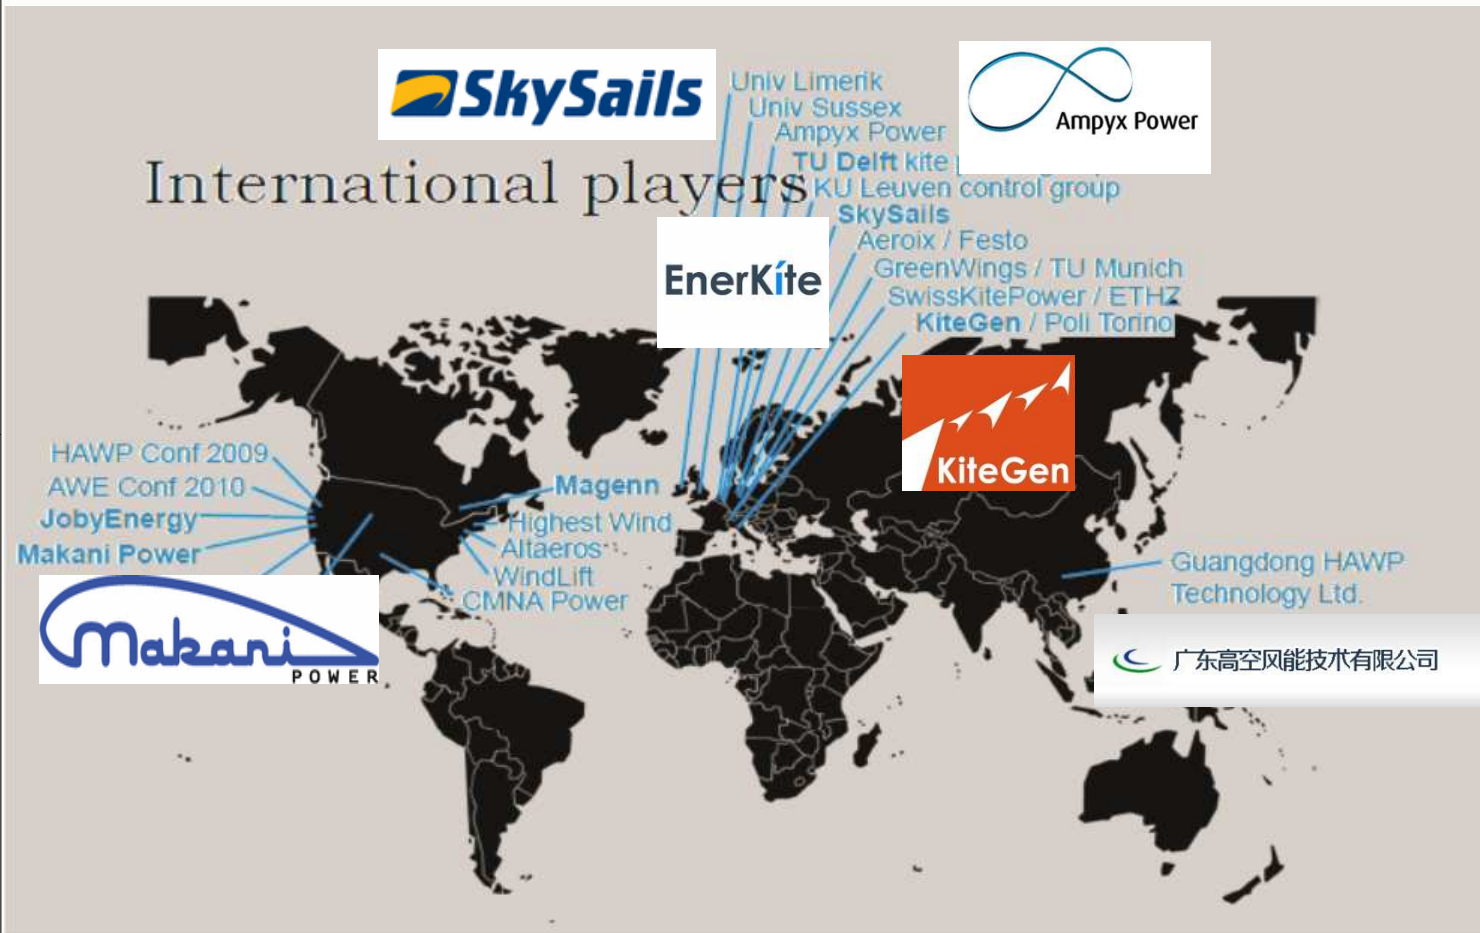 SkySails
Ampyx Power
International players
Univ Limerik
Univ Sussex
Ampyx Power
TU Delft kite
KU Leuven control group
SkySails
Aeroix / Festo
GreenWings / TU Munich
SwissKitePower / ETHZ
KiteGen / Poli Torino
EnerKíte
KiteGen
HAWP Conf 2009
AWE Conf 2010
JobyEnergy
Makani Power
Magenn
Highest Wind
Altaeros
WindLift
CMNA Power
Makani
POWER
Guangdong HAWP
Technology Ltd.
广东高空风能技术有限公司